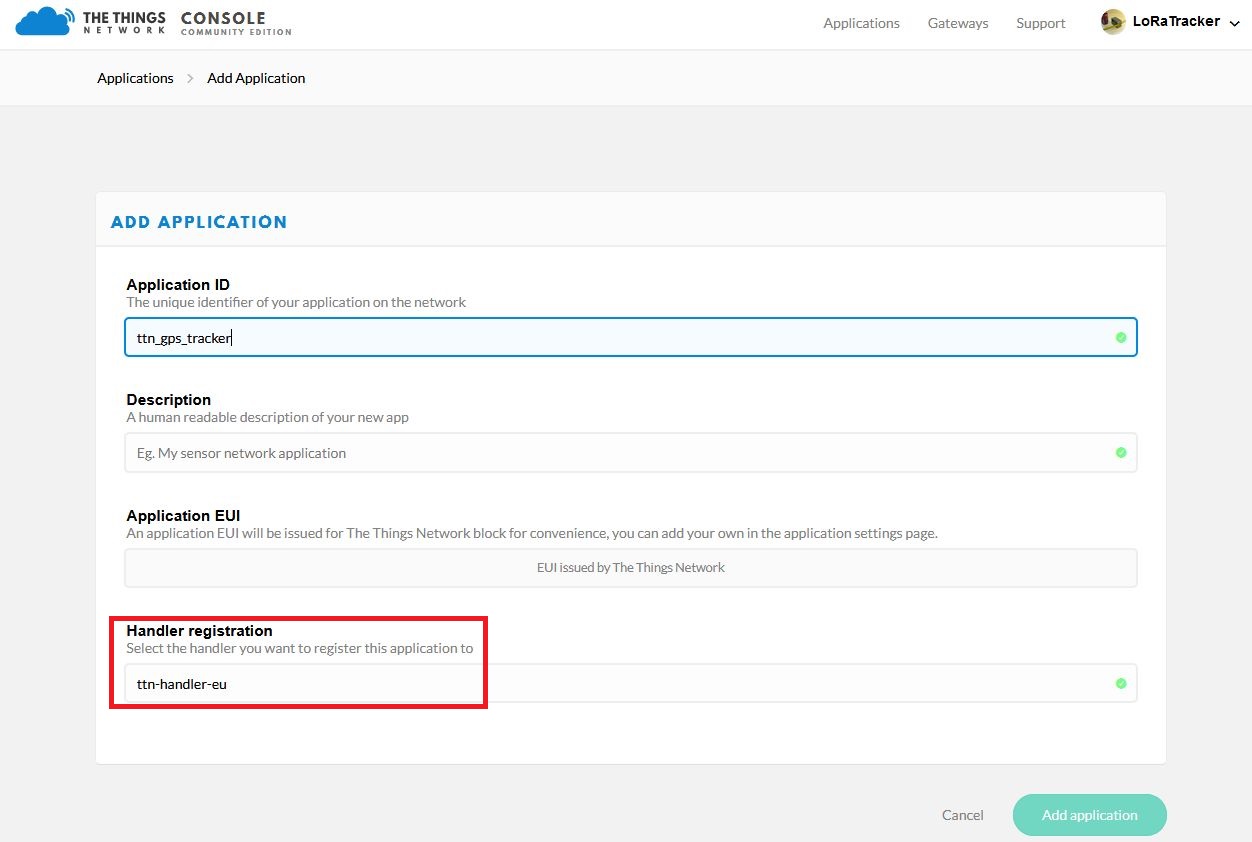 THE THINGS NETWORK CONSOLE COMMUNITY EDITION
Applications Gateways Support LoRaTracker
Applications > Add Application
ADD APPLICATION
Application ID
The unique identifier of your application on the network
ttn_gps_tracker
Description
A human readable description of your new app
Eg. My sensor network application
Application EUI
An application EUI will be issued for The Things Network block for convenience, you can add your own in the application settings page.
EUI issued by The Things Network
Handler registration
Select the handler you want to register this application to
ttn-handler-eu
Cancel Add application